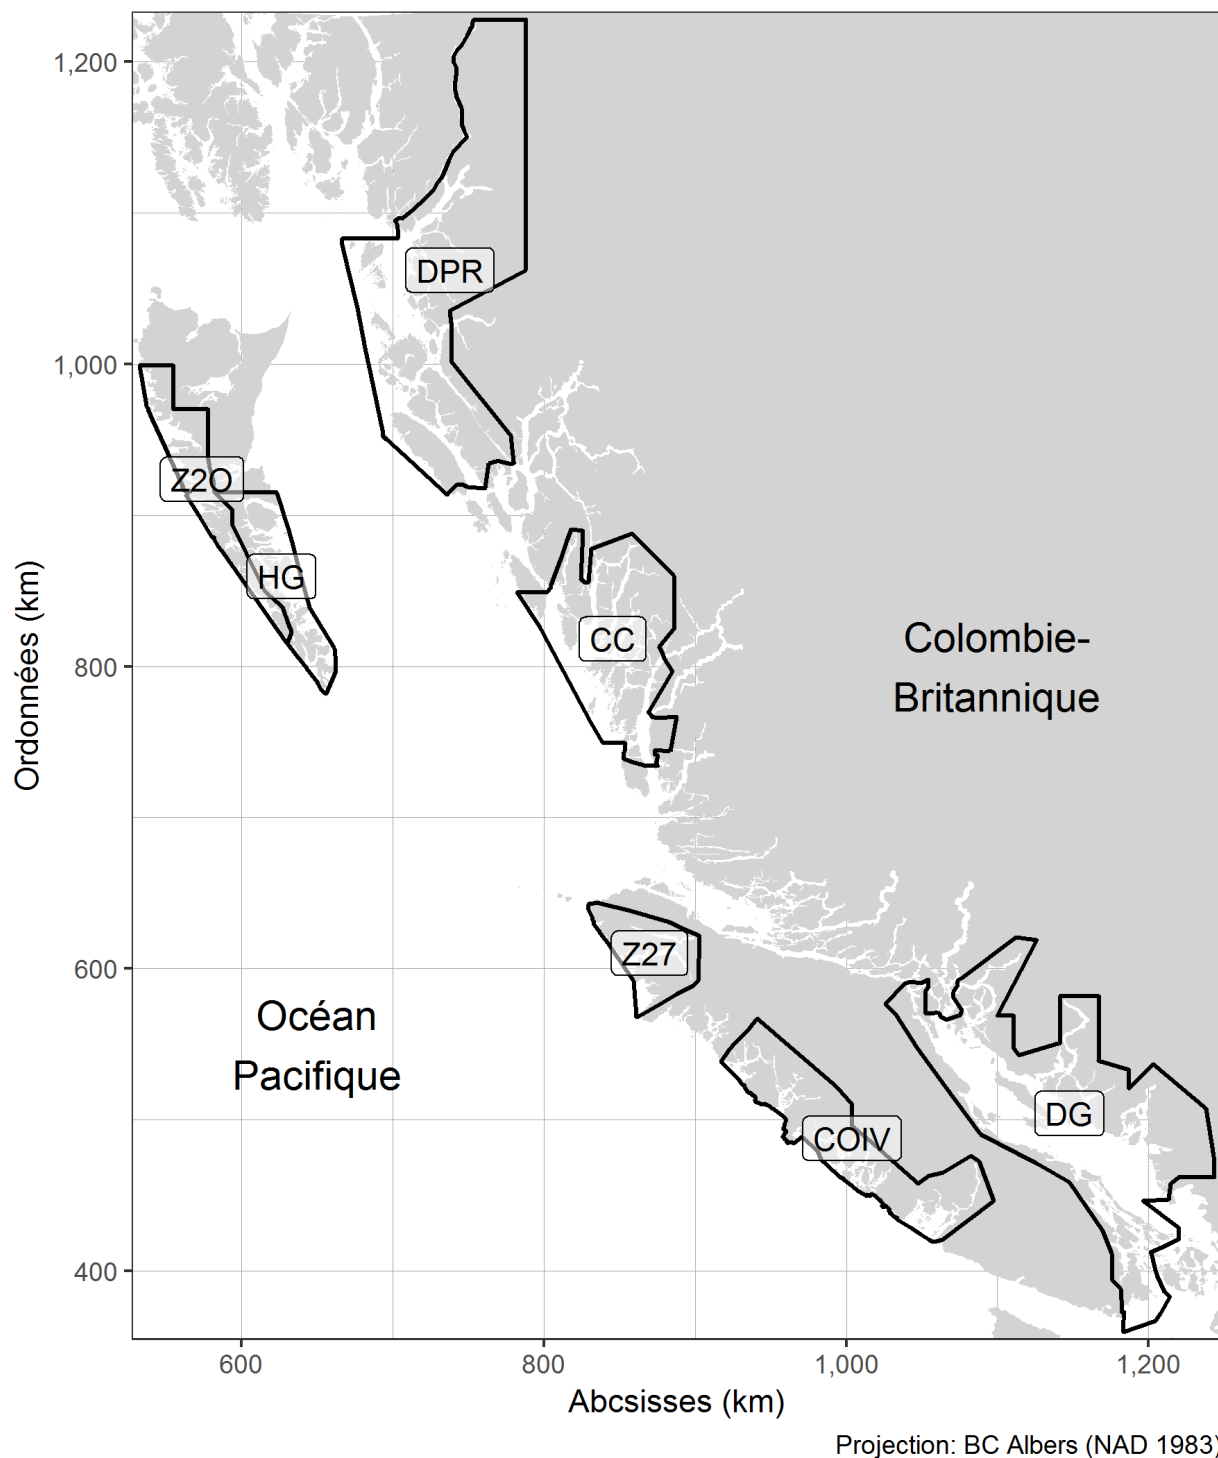 1,200
DPR
1,000
Z2O
HG
CC
Colombie-
Britannique
800
Ordonnées (km)
Z27
600
Océan
Pacifique
DG
COIV
400
600
800
1,000
1,200
Abcsisses (km)
Projection: BC Albers (NAD 1983)